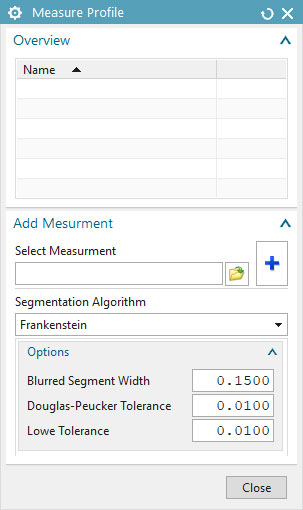 Measure Profile
Overview
Name
Add Mesurment
Select Measurment
Segmentation Algorithm
Frankenstein
Options
Blurred Segment Width 0.1500
Douglas-Peucker Tolerance 0.0100
Lowe Tolerance 0.0100
Close